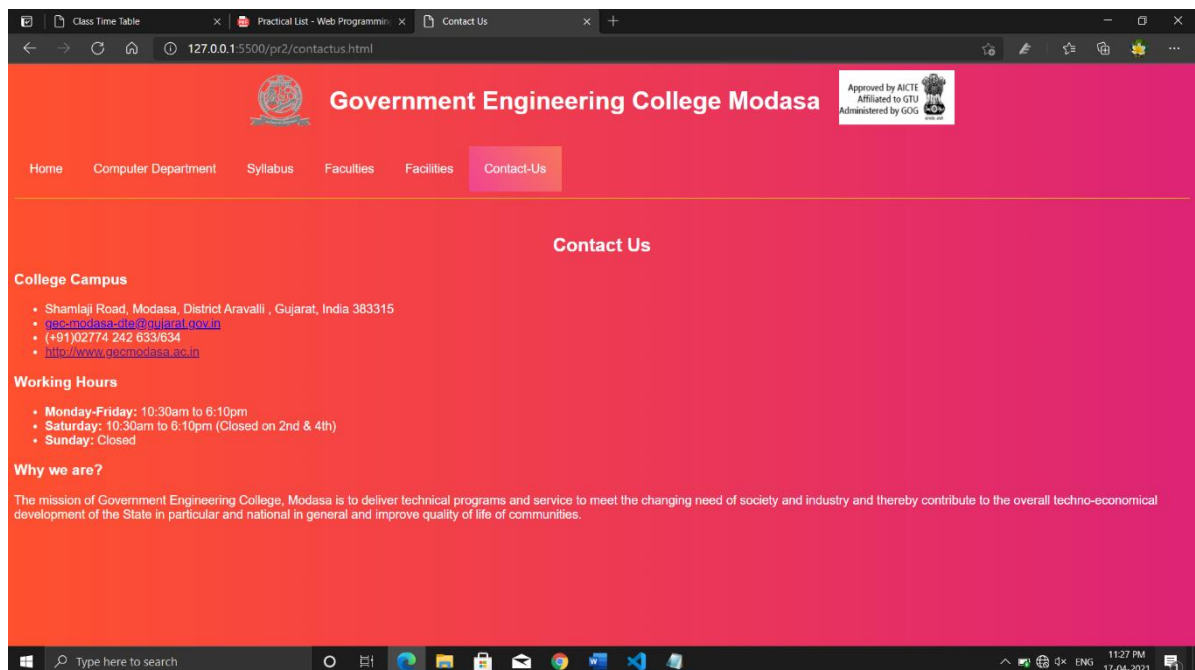 Class Time Table
Practical List - Web Programmin
Contact Us
127.0.0.1:5500/pr2/contactus.html
Government Engineering College Modasa
Approved by AICTE
Affiliated to GTU
Administered by GOG
Home Computer Department Syllabus Faculties Facilities Contact-Us
Contact Us
College Campus
• Shamlaji Road, Modasa, District Aravalli , Gujarat, India 383315
• gec-modasa-dte@gujarat.gov.in
• (+91)02774 242 633/634
• http://www.gecmodasa.ac.in
Working Hours
• Monday-Friday: 10:30am to 6:10pm
• Saturday: 10:30am to 6:10pm (Closed on 2nd & 4th)
• Sunday: Closed
Why we are?
The mission of Government Engineering College, Modasa is to deliver technical programs and service to meet the changing need of society and industry and thereby contribute to the overall techno-economical
development of the State in particular and national in general and improve quality of life of communities.
Type here to search
ENG
11:27 PM
17-04-2021